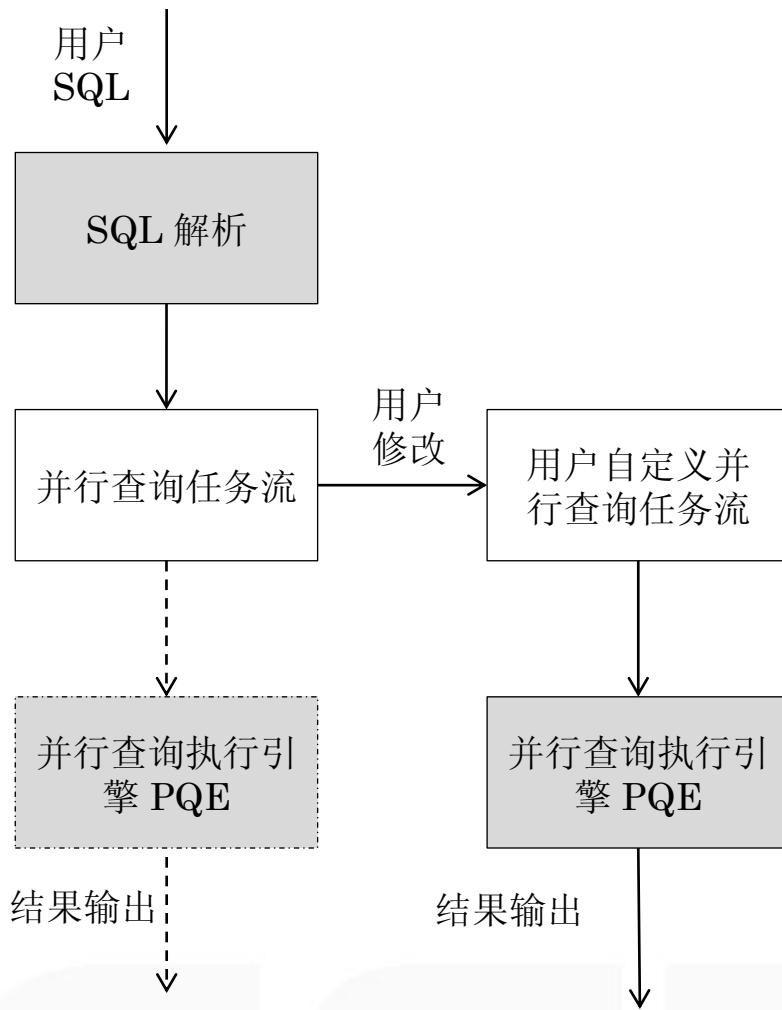 用户
SQL
SQL 解析
用户
修改
并行查询任务流
用户自定义并
行查询任务流
并行查询执行引
擎 PQE
并行查询执行引
擎 PQE
结果输出
结果输出